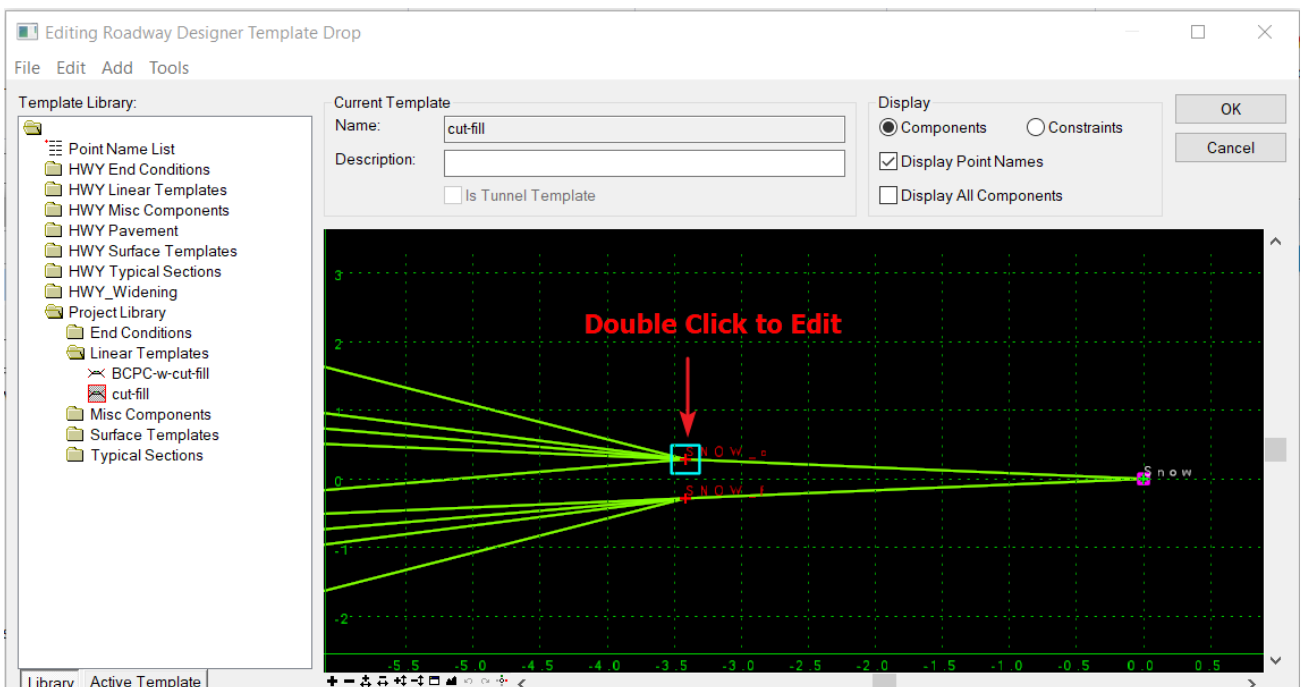 Editing Roadway Designer Template Drop
File Edit Add Tools
Template Library:
Point Name List
HWY End Conditions
HWY Linear Templates
HWY Misc Components
HWY Pavement
HWY Surface Templates
HWY Typical Sections
HWY_Widening
Project Library
End Conditions
Linear Templates
BCPC-w-cut-fill
cut-fill
Misc Components
Surface Templates
Typical Sections
Library Active Template
Current Template
Name: cut-fill
Description:
Is Tunnel Template
Display
Components Constraints
Display Point Names
Display All Components
OK
Cancel
3
Double Click to Edit
2
1
SNOW_c
0 Snow
SNOW_f
-1
-2
-5.5 -5.0 -4.5 -4.0 -3.5 -3.0 -2.5 -2.0 -1.5 -1.0 -0.5 0.0 0.5